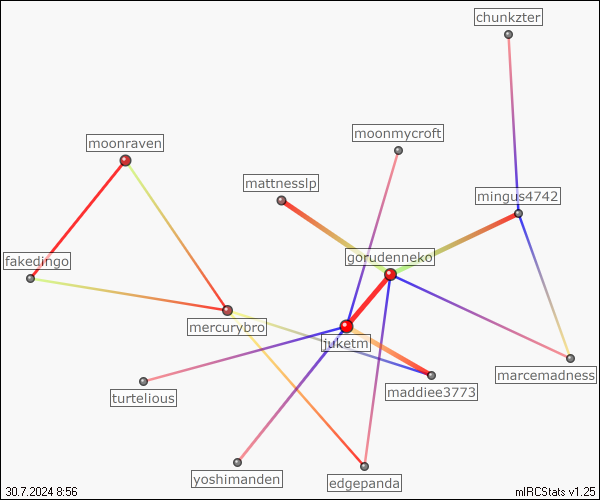 chunkzter
moonmycroft
moonraven
mattnesslp
mingus4742
gorudenneko
fakedingo
mercurybro
juketm
marcemadness
maddiee3773
turtelious
yoshimanden
edgepanda
30.7.2024 8:56
mIRCStats v1.25